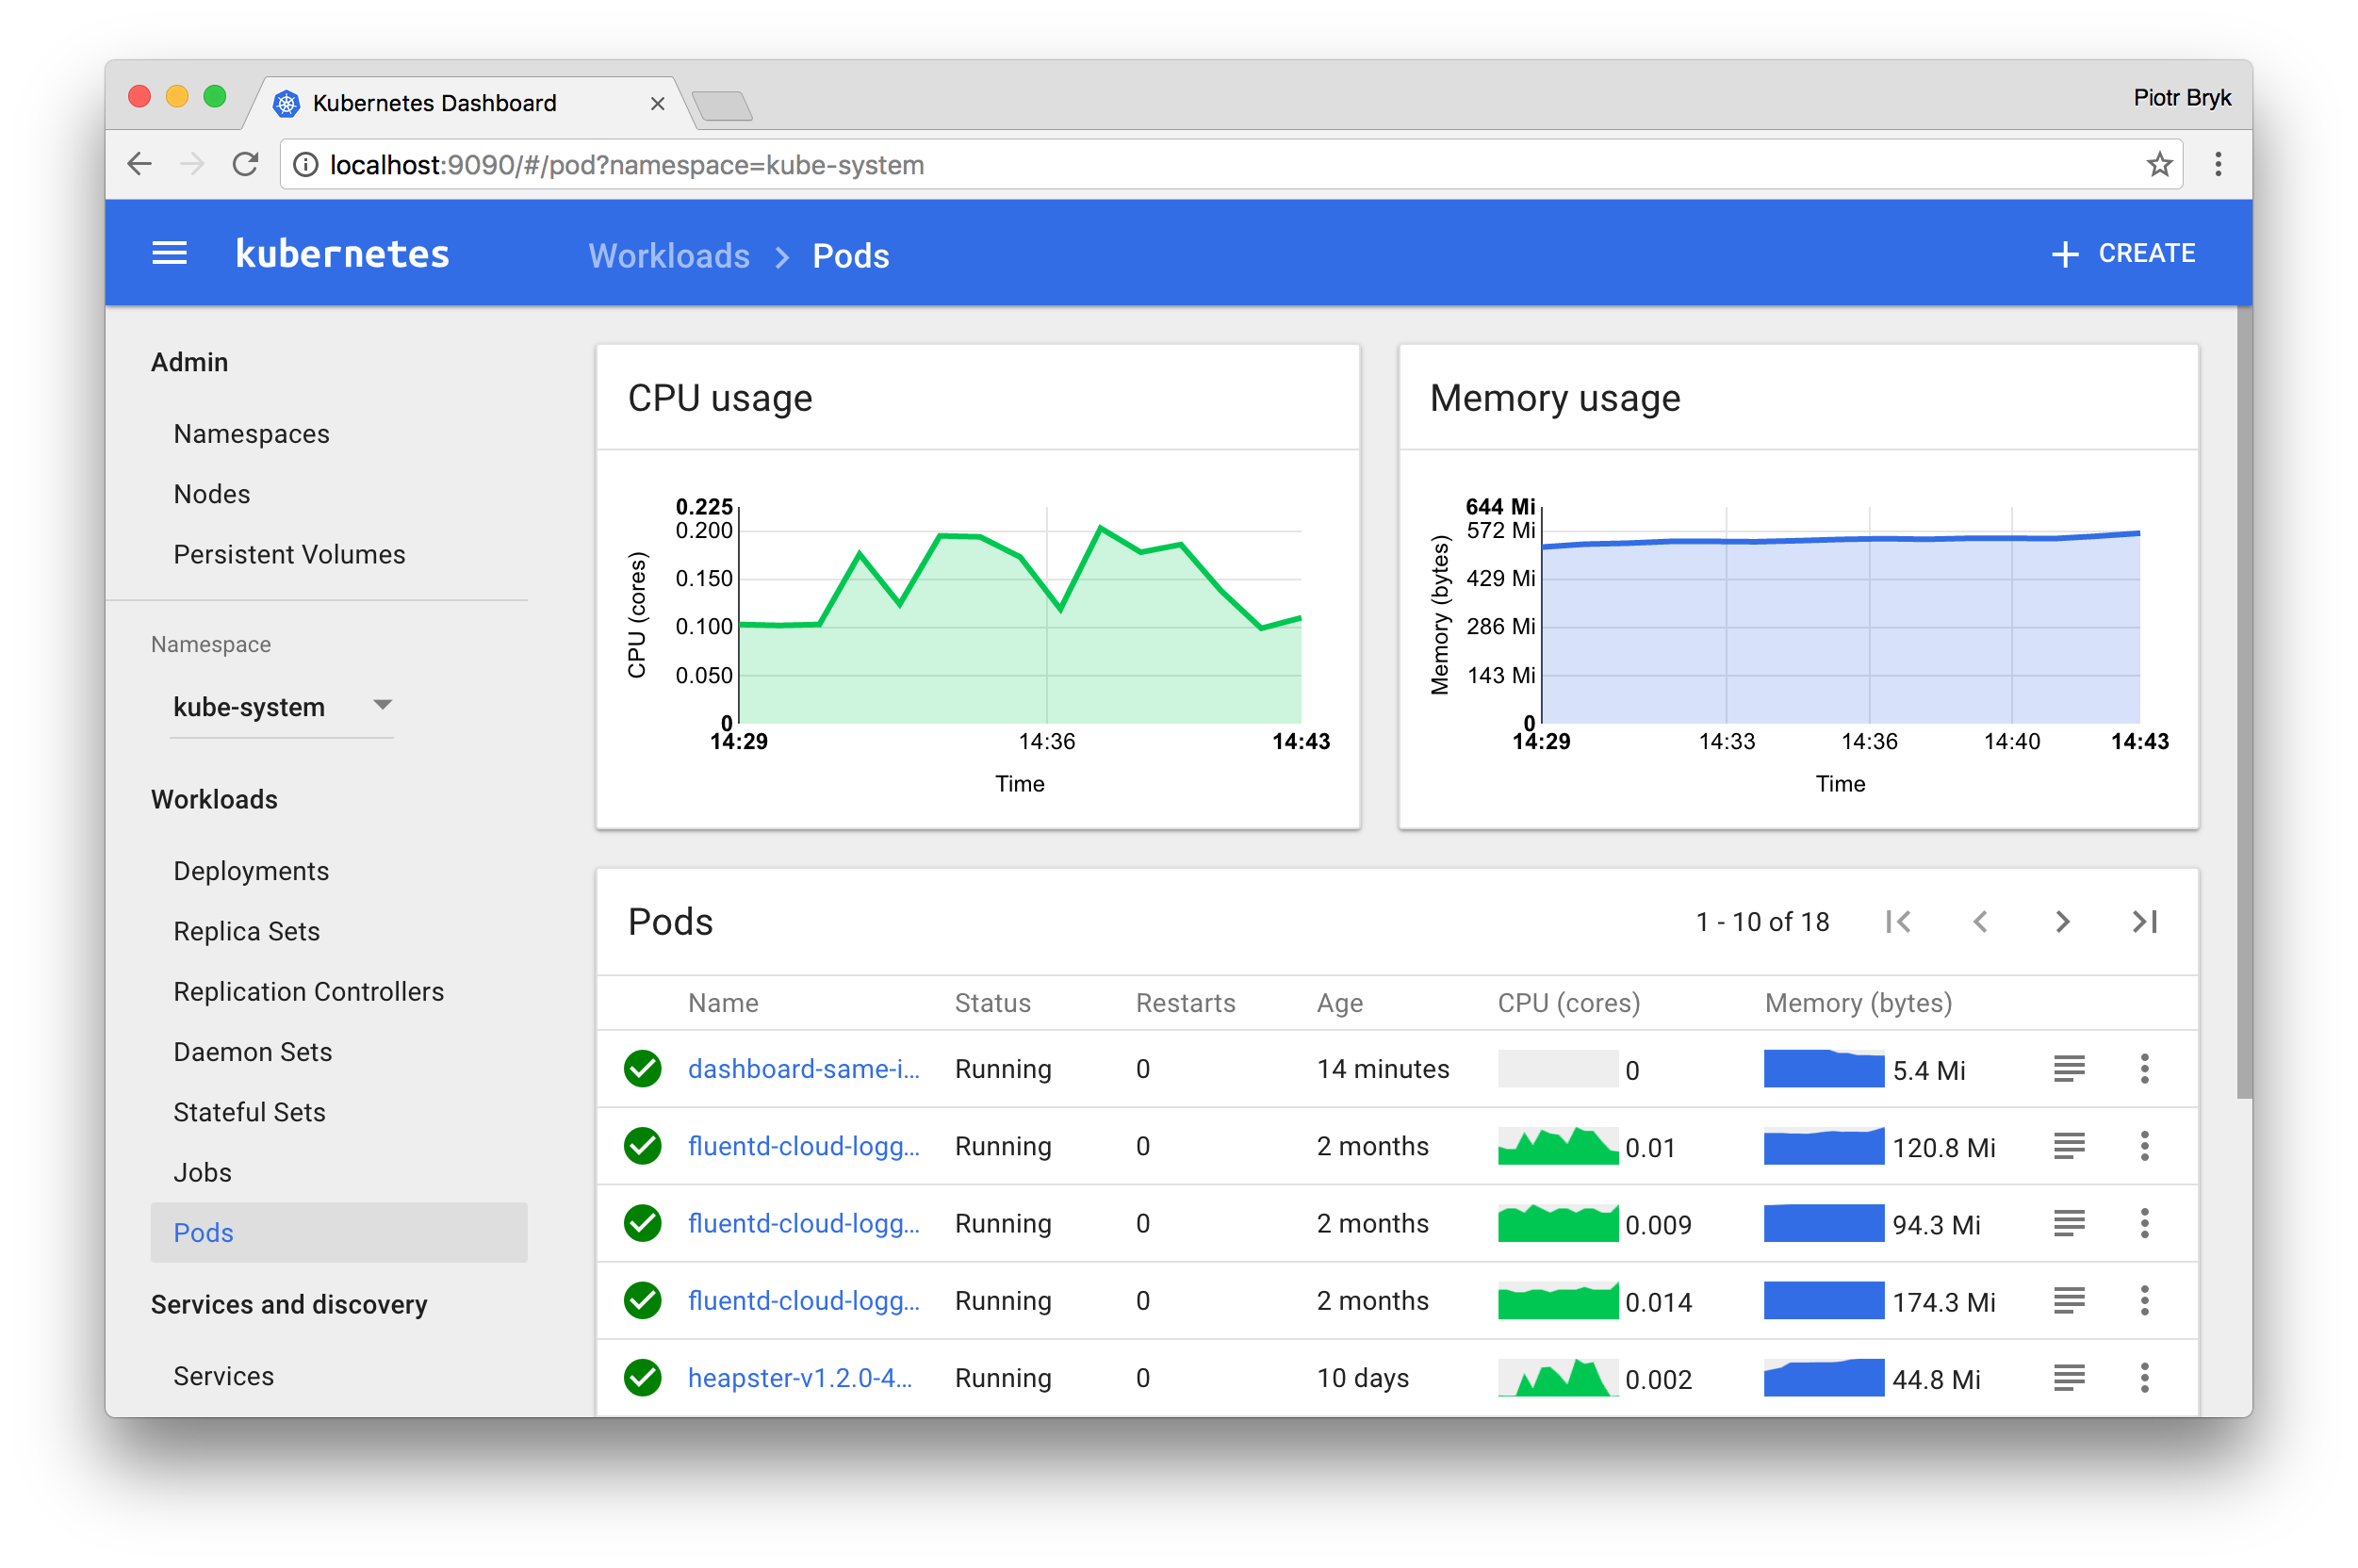 Kubernetes Dashboard
Piotr Bryk
localhost:9090/#/pod?namespace=kube-system
kubernetes
Workloads > Pods
+ CREATE
Admin
Namespaces
Nodes
Persistent Volumes
Namespace
kube-system
Workloads
Deployments
Replica Sets
Replication Controllers
Daemon Sets
Stateful Sets
Jobs
Pods
Services and discovery
Services
CPU usage
CPU (cores)
0.225
0.200
0.150
0.100
0.050
0
14:29 14:36 14:43
Time
Memory usage
Memory (bytes)
644 Mi
572 Mi
429 Mi
286 Mi
143 Mi
0
14:29 14:33 14:36 14:40 14:43
Time
Pods
1 - 10 of 18
Name Status Restarts Age CPU (cores) Memory (bytes)
dashboard-same-i... Running 0 14 minutes 0 5.4 Mi
fluentd-cloud-logg... Running 0 2 months 0.01 120.8 Mi
fluentd-cloud-logg... Running 0 2 months 0.009 94.3 Mi
fluentd-cloud-logg... Running 0 2 months 0.014 174.3 Mi
heapster-v1.2.0-4... Running 0 10 days 0.002 44.8 Mi